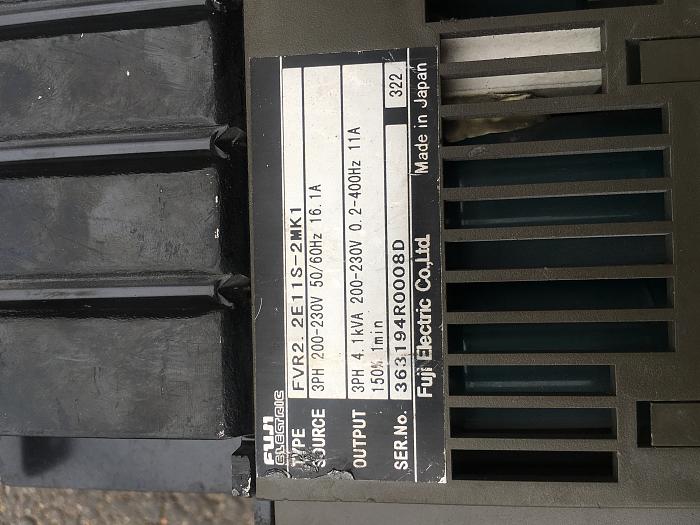 FUJI
ELECTRIC
TYPE FVR2. 2E11S-2MK1
SOURCE 3PH 200-230V 50/60Hz 16.1A
OUTPUT 3PH 4.1kVA 200-230V 0.2-400Hz 11A
150% 1min
SER.No. 363194R0008D 322
Fuji Electric Co.,Ltd. Made in Japan